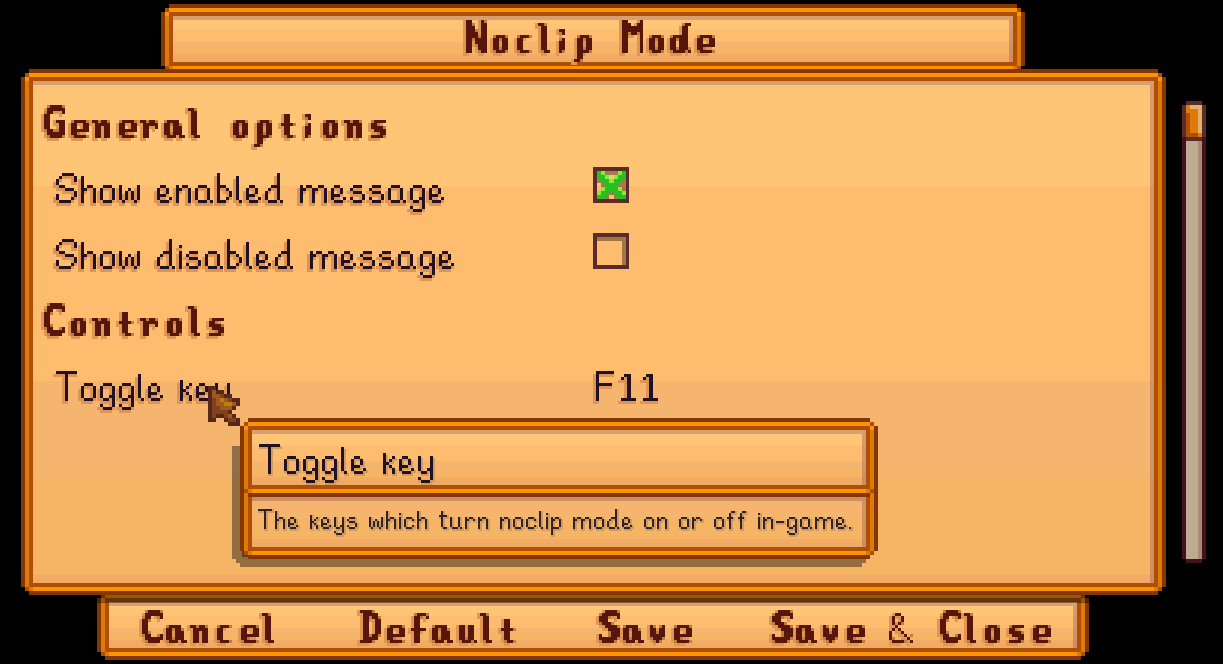 Noclip Mode
General options
Show enabled message
Show disabled message
Controls
Toggle key F11
Toggle key
The keys which turn noclip mode on or off in-game.
Cancel Default Save Save & Close